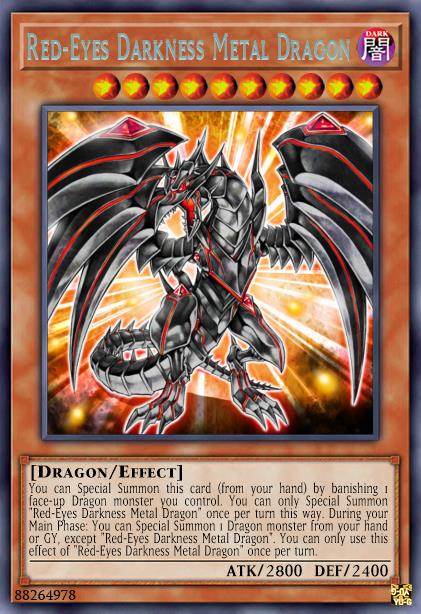 Red-Eyes Darkness Metal Dragon
DARK
闇
[Dragon/Effect]
You can Special Summon this card (from your hand) by banishing 1
face-up Dragon monster you control. You can only Special Summon
"Red-Eyes Darkness Metal Dragon" once per turn this way. During your
Main Phase: You can Special Summon 1 Dragon monster from your hand
or GY, except "Red-Eyes Darkness Metal Dragon". You can only use this
effect of "Red-Eyes Darkness Metal Dragon" once per turn.
ATK/2800 DEF/2400
88264978